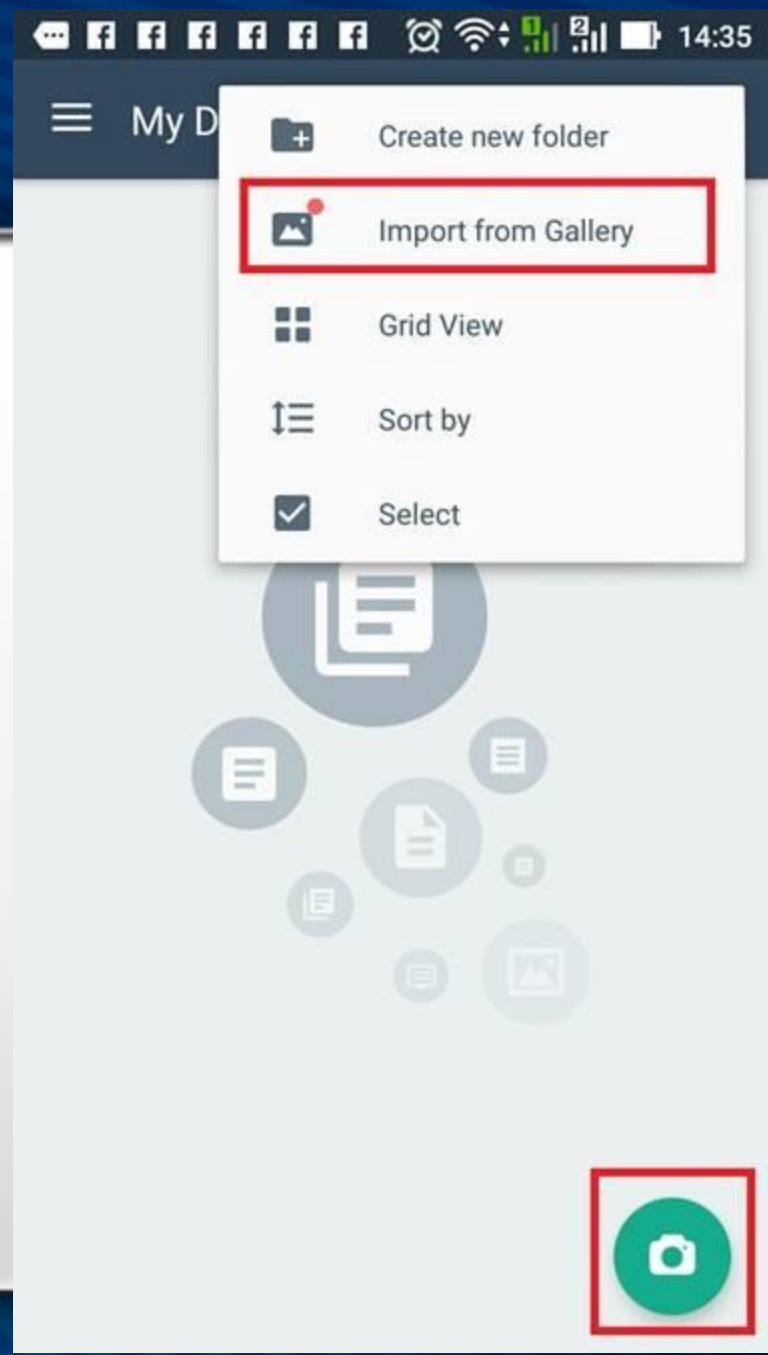 14:35
My D
Create new folder
Import from Gallery
Grid View
Sort by
Select